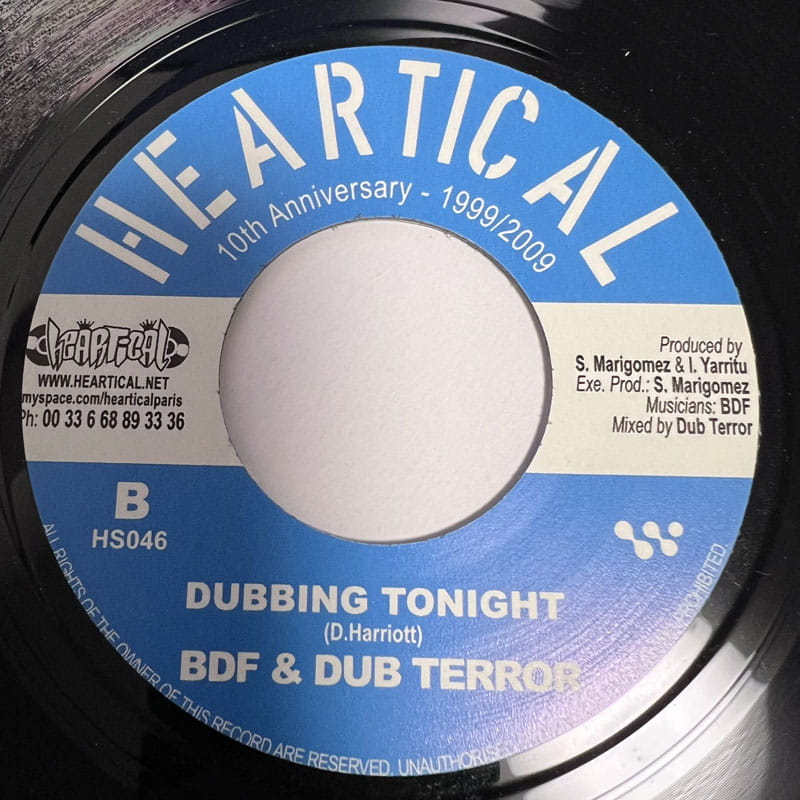 HEARTICAL
10th Anniversary - 1999/2009
HEARTICAL
WWW.HEARTICAL.NET
myspace.com/hearticalparis
Ph: 00 33 6 68 89 33 36
Produced by
S. Marigomez & I. Yarritu
Exe. Prod.: S. Marigomez
Musicians: BDF
Mixed by Dub Terror
B
HS046
DUBBING TONIGHT
(D.Harriott)
BDF & DUB TERROR
ALL RIGHTS OF THE OWNER OF THIS RECORD ARE RESERVED. UNAUTHORISED PROHIBITED.